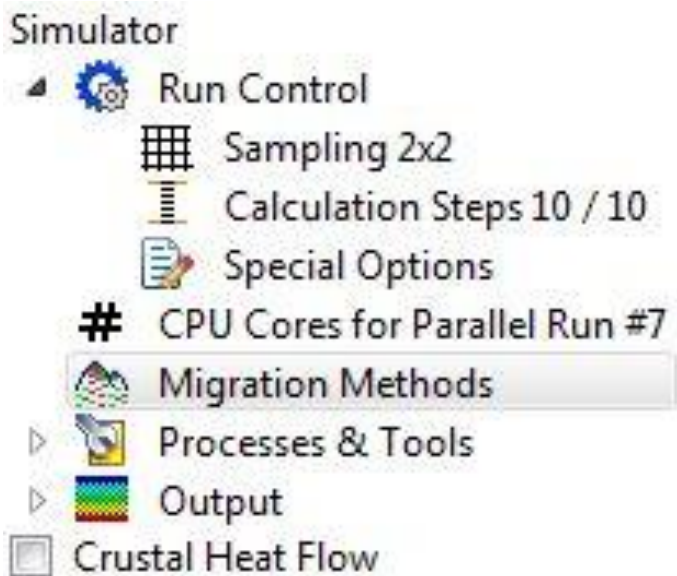 Simulator
Run Control
Sampling 2x2
Calculation Steps 10 / 10
Special Options
# CPU Cores for Parallel Run #7
Migration Methods
Processes & Tools
Output
Crustal Heat Flow